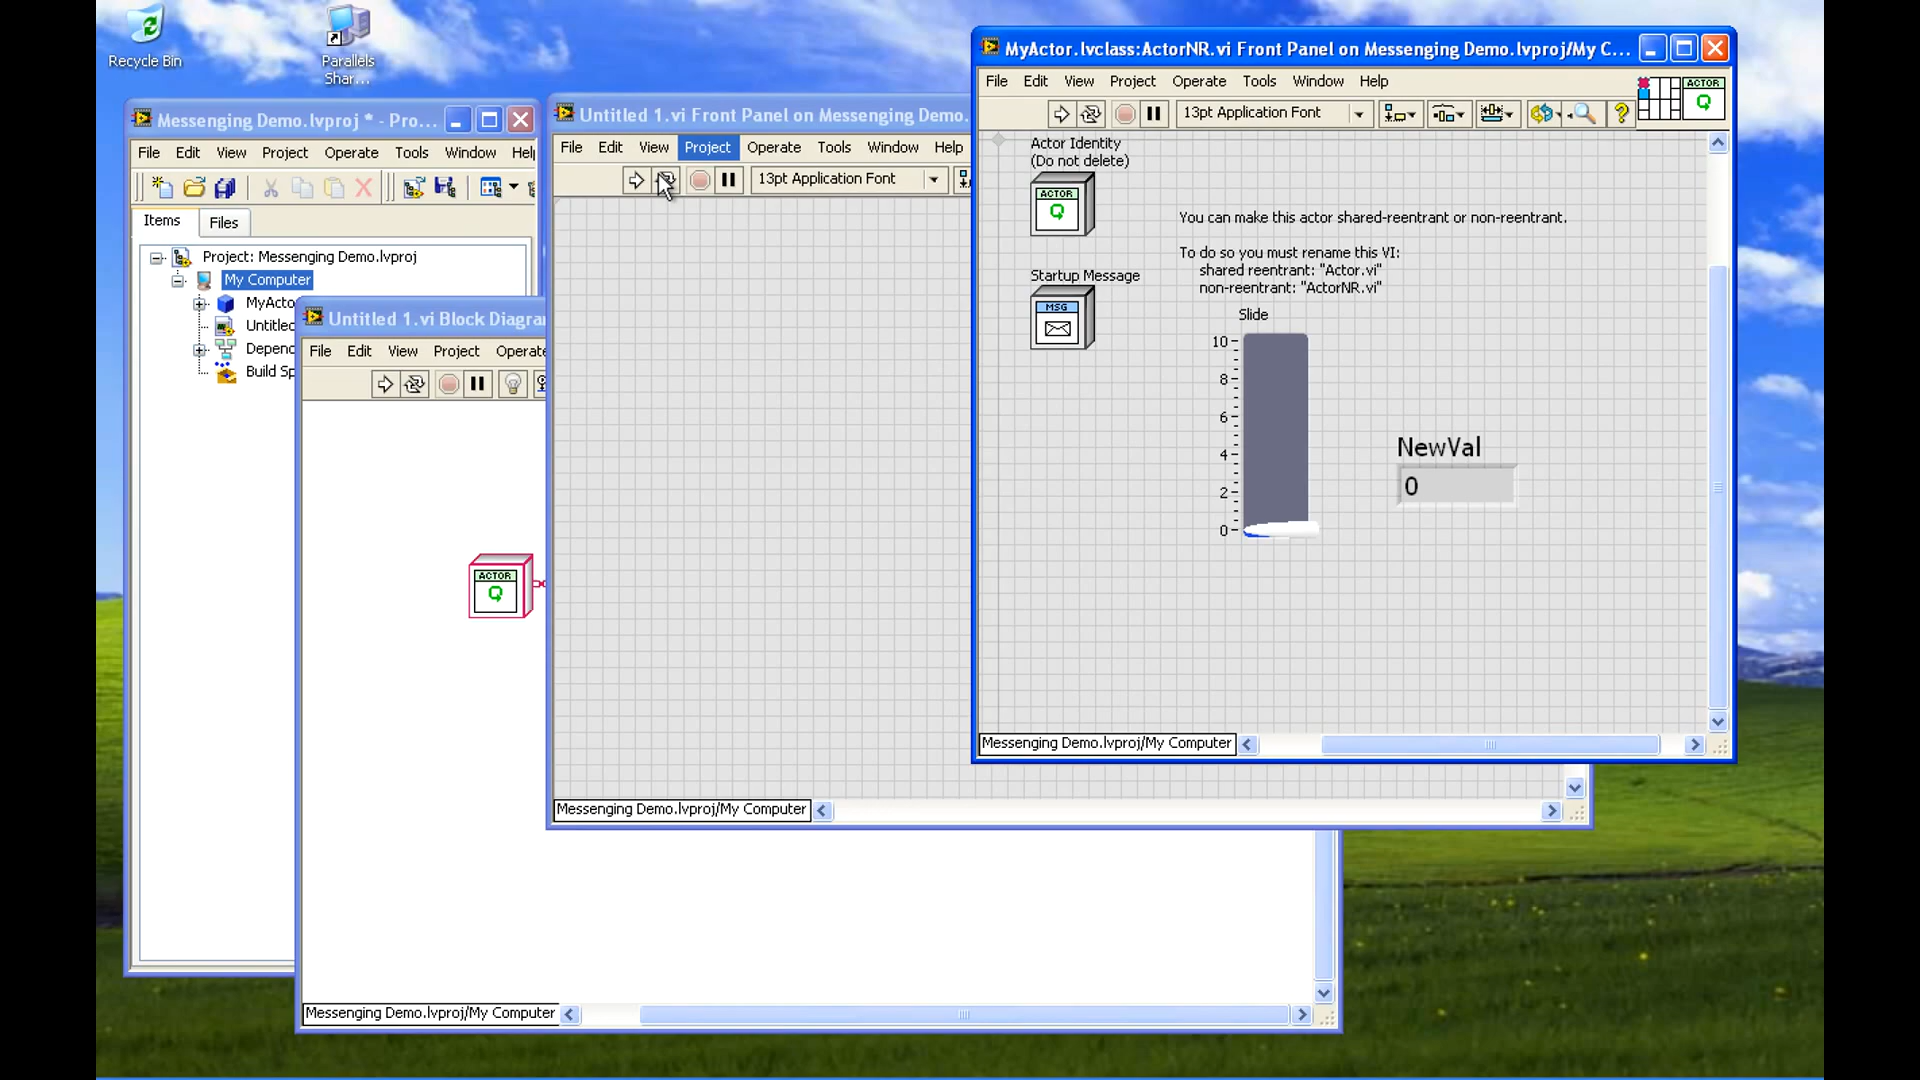 Recycle Bin
Parallels
Shar...
Messenging Demo.lvproj * - Pro...
File Edit View Project Operate Tools Window Help
Items Files
Project: Messenging Demo.lvproj
My Computer
MyActo
Untitled
Depend
Build Sp
Untitled 1.vi Block Diagram
File Edit View Project Operate
ACTOR
Messenging Demo.lvproj/My Computer
Untitled 1.vi Front Panel on Messenging Demo.
File Edit View Project Operate Tools Window Help
13pt Application Font
Messenging Demo.lvproj/My Computer
MyActor.lvclass:ActorNR.vi Front Panel on Messenging Demo.lvproj/My C...
File Edit View Project Operate Tools Window Help
13pt Application Font
ACTOR
Actor Identity
(Do not delete)
ACTOR
You can make this actor shared-reentrant or non-reentrant.
To do so you must rename this VI:
shared reentrant: "Actor.vi"
non-reentrant: "ActorNR.vi"
Startup Message
MSG
Slide
10
8
6
4
2
0
NewVal
0
Messenging Demo.lvproj/My Computer